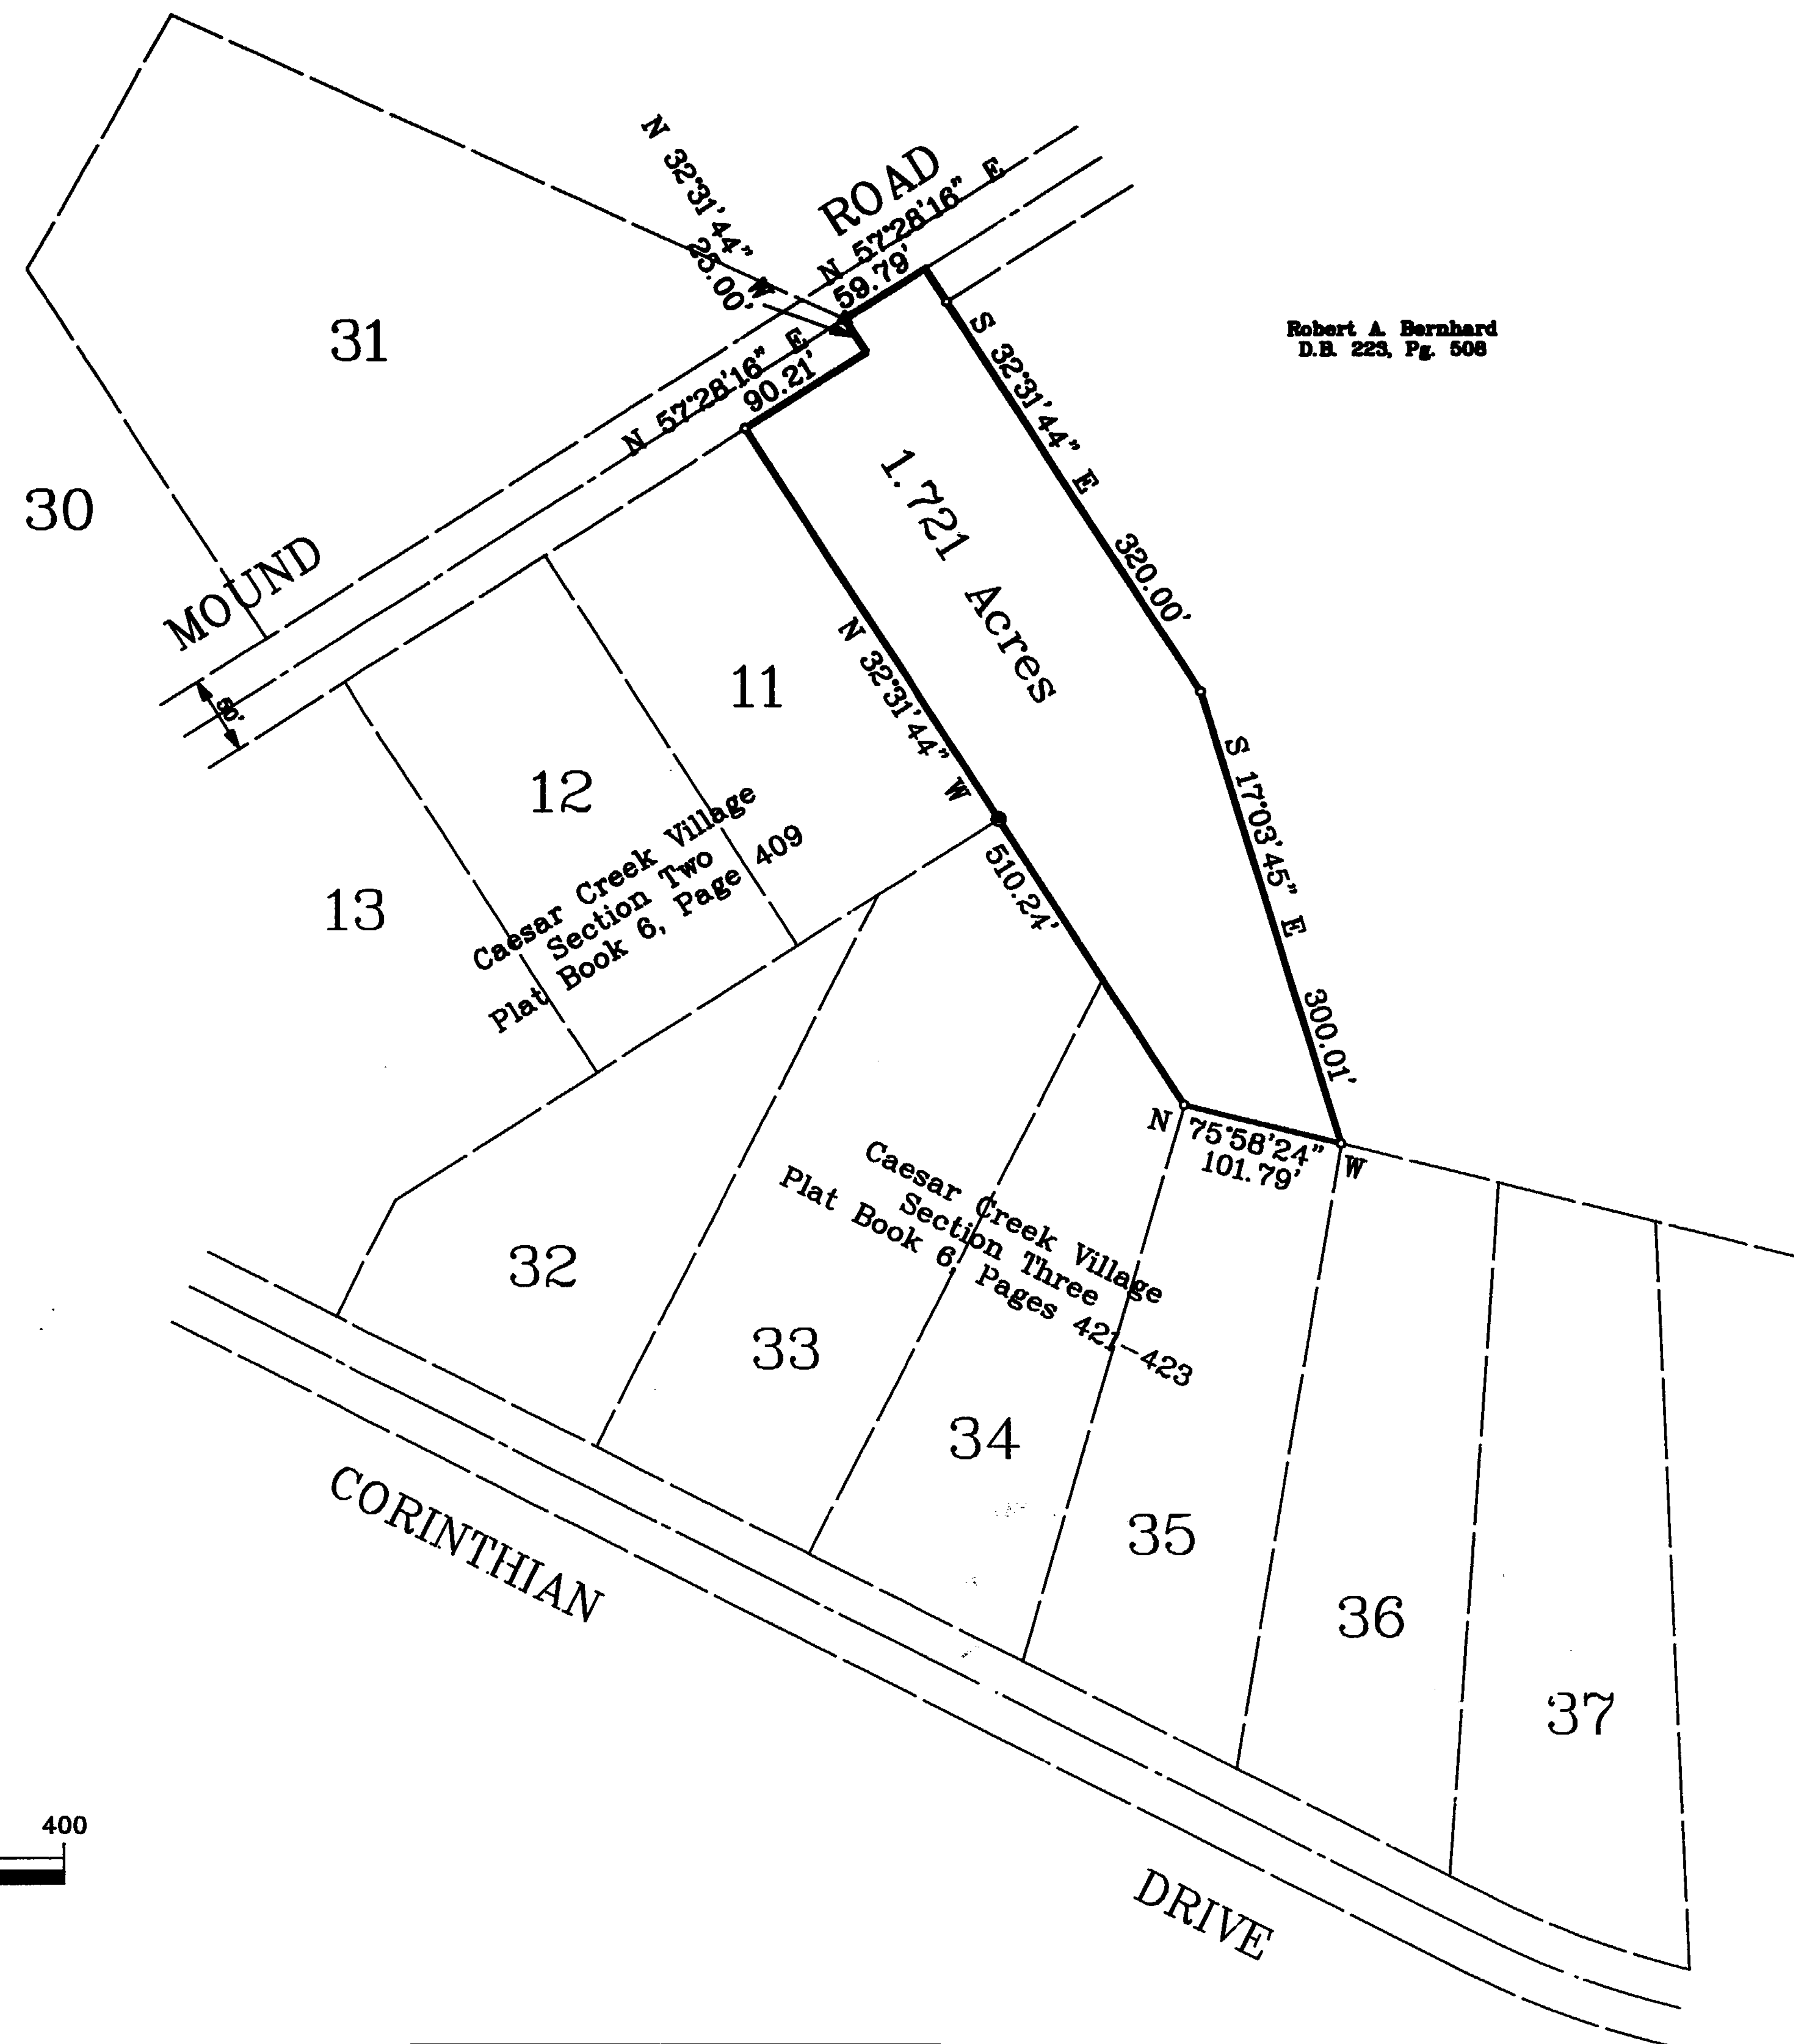 N 32°31'44" W
25.00'
ROAD
N 57°28'16" E
59.79'
31
N 57°28'16" E
90.21'
S 32°31'44" E
320.00'
Robert A. Bernhard
D.B. 223, Pg. 508
30
MOUND
50'
1.721 Acres
11
N 32°31'44" W
510.24'
12
13
Caesar Creek Village
Section Two
Plat Book 6, Page 409
S 17°03'45" E
300.01'
N 75°58'24" W
101.79'
Caesar Creek Village
Section Three
Plat Book 6, Pages 421-423
32
33
34
35
36
37
CORINTHIAN
DRIVE
400